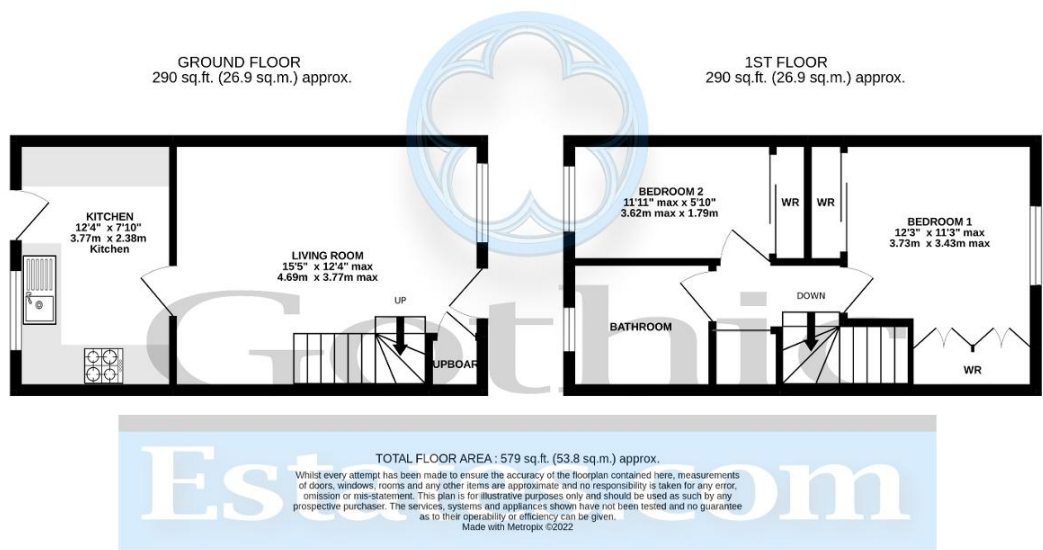 GROUND FLOOR
290 sq.ft. (26.9 sq.m.) approx.
1ST FLOOR
290 sq.ft. (26.9 sq.m.) approx.
KITCHEN
12'4" x 7'10"
3.77m x 2.38m
Kitchen
LIVING ROOM
15'5" x 12'4" max
4.69m x 3.77m max
UP
UPBOAR
BEDROOM 2
11'11" max x 5'10"
3.62m max x 1.79m
WR
WR
BEDROOM 1
12'3" x 11'3" max
3.73m x 3.43m max
BATHROOM
DOWN
WR
Gothic
Estates.com
TOTAL FLOOR AREA : 579 sq.ft. (53.8 sq.m.) approx.
Whilst every attempt has been made to ensure the accuracy of the floorplan contained here, measurements
of doors, windows, rooms and any other items are approximate and no responsibility is taken for any error,
omission or mis-statement. This plan is for illustrative purposes only and should be used as such by any
prospective purchaser. The services, systems and appliances shown have not been tested and no guarantee
as to their operability or efficiency can be given.
Made with Metropix ©2022